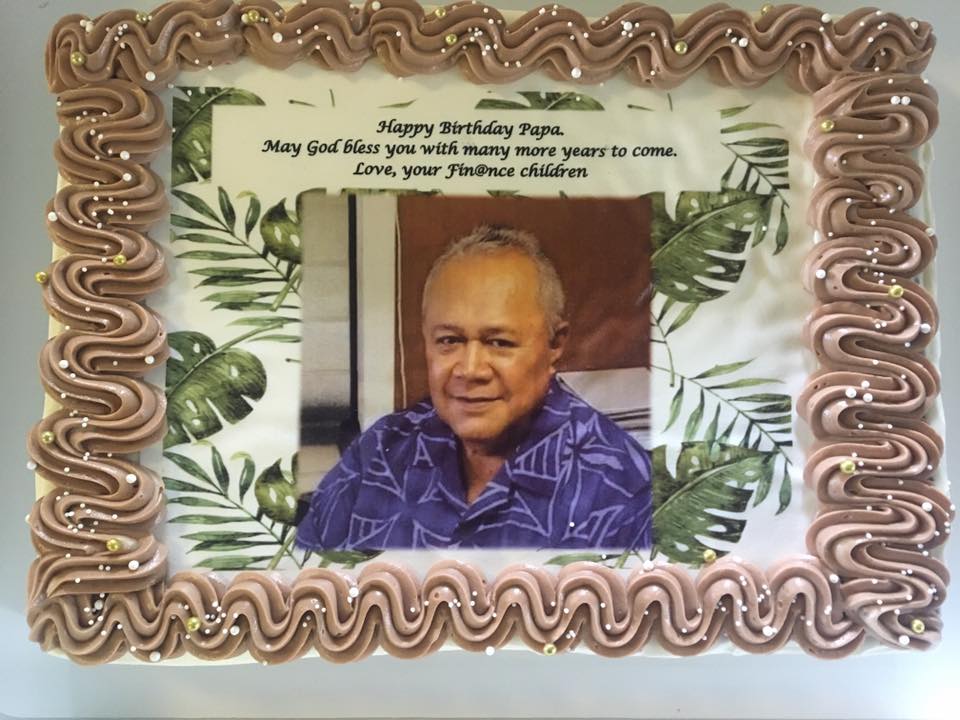 Happy Birthday Papa.
May God bless you with many more years to come.
Love, your Fin@nce children